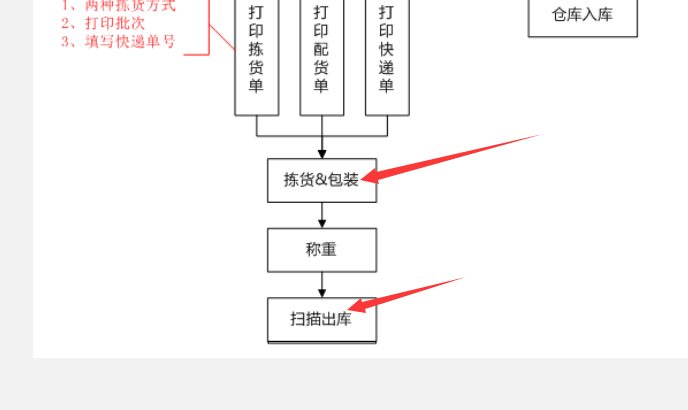 1、两种拣货方式
2、打印批次
3、填写快递单号
打印拣货单
打印配货单
打印快递单
仓库入库
拣货&包装
称重
扫描出库